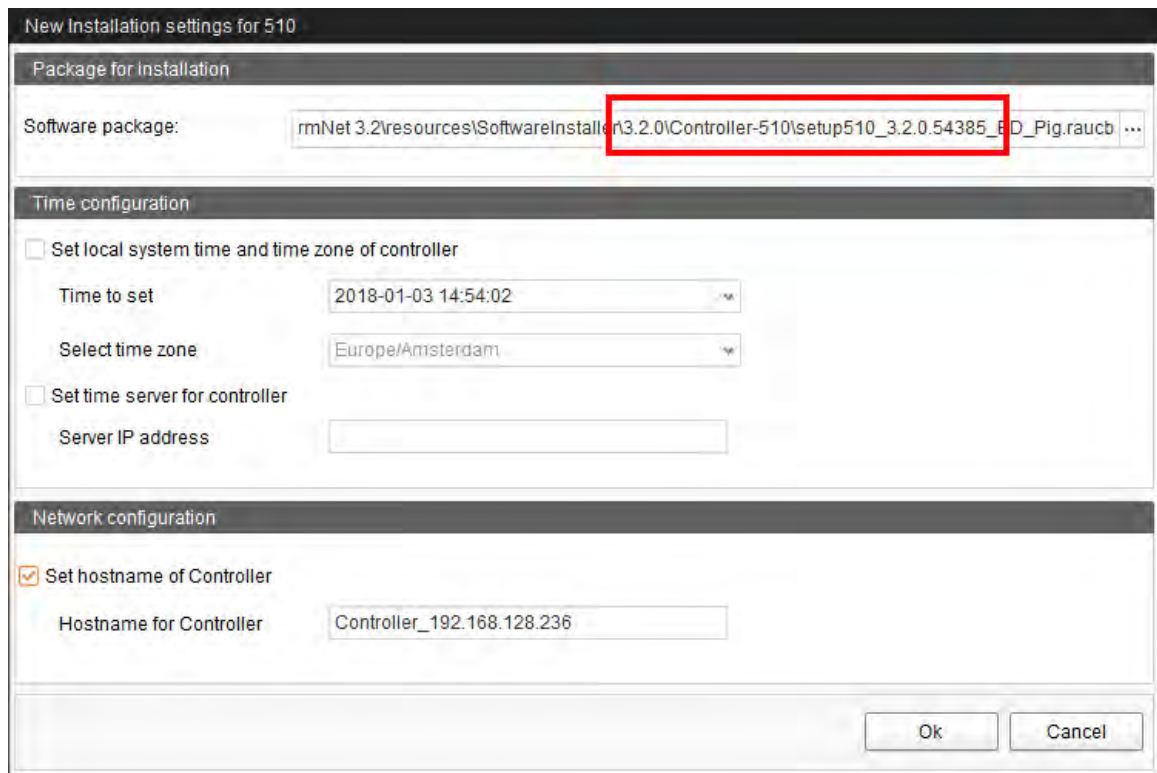 New Installation settings for 510
Package for Installation
Software package: rmNet 3.2\resources\SoftwareInstaller\3.2.0\Controller-510\setup510_3.2.0.54385_BD_Pig.raucb ...
Time configuration
Set local system time and time zone of controller
Time to set 2018-01-03 14:54:02
Select time zone Europe/Amsterdam
Set time server for controller
Server IP address
Network configuration
Set hostname of Controller
Hostname for Controller Controller_192.168.128.236
Ok Cancel